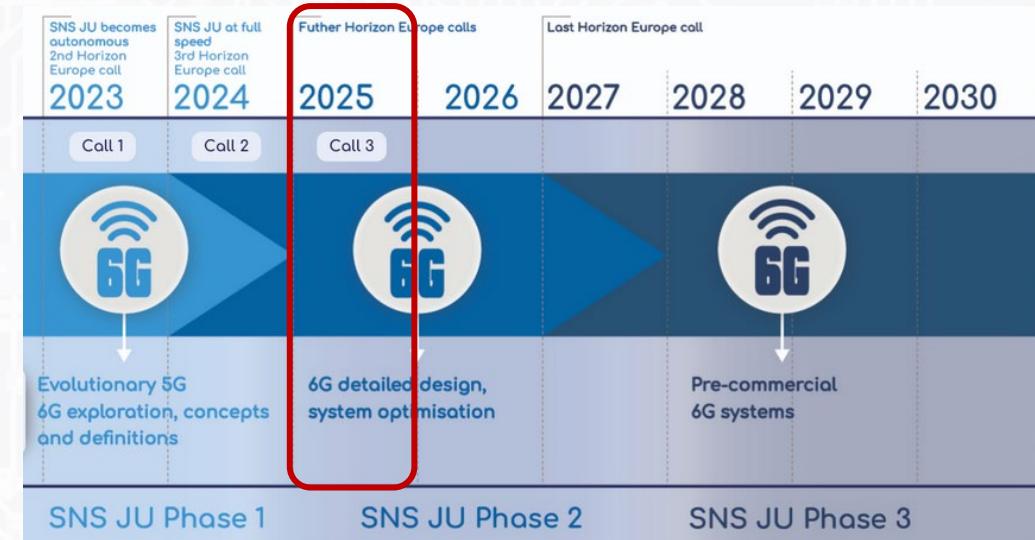 SNS JU becomes
autonomous
2nd Horizon
Europe call
2023
SNS JU at full
speed
3rd Horizon
Europe call
2024
Futher Horizon Europe calls
2025
2026
Last Horizon Europe call
2027
2028
2029
2030
Call 1
Call 2
Call 3
6G
6G
6G
Evolutionary 5G
6G exploration, concepts
and definitions
6G detailed design,
system optimisation
Pre-commercial
6G systems
SNS JU Phase 1
SNS JU Phase 2
SNS JU Phase 3